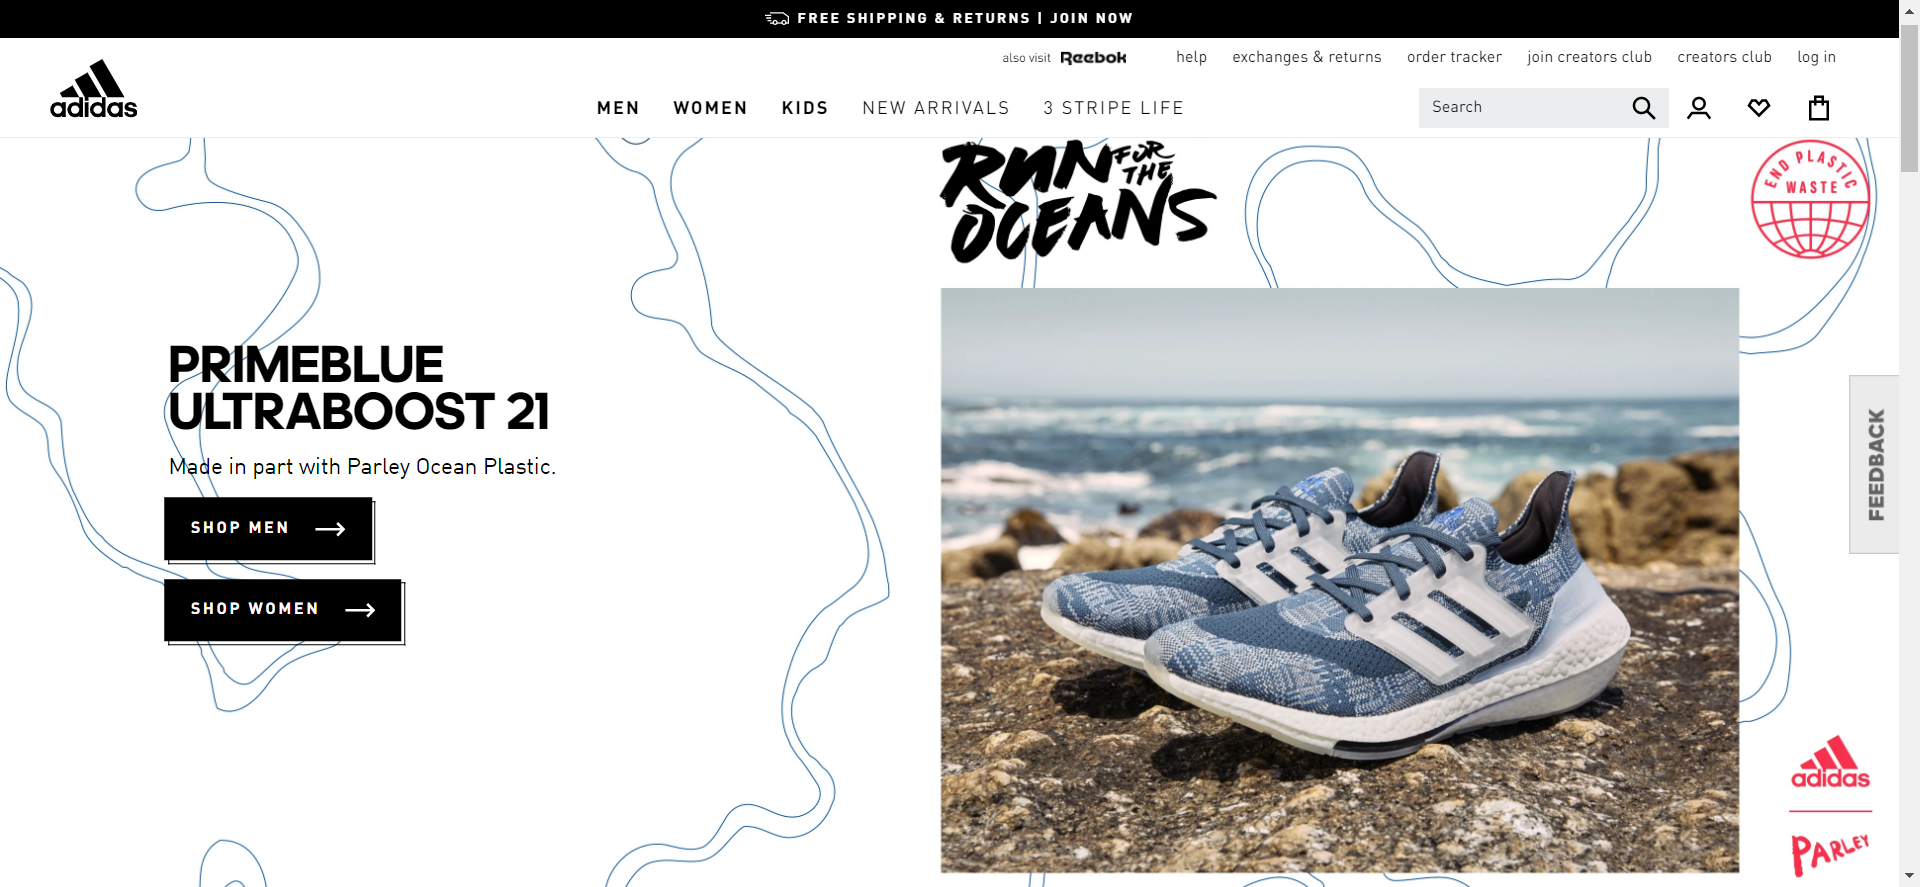 FREE SHIPPING & RETURNS | JOIN NOW
also visit Reebok help exchanges & returns order tracker join creators club creators club log in
adidas
MEN WOMEN KIDS NEW ARRIVALS 3 STRIPE LIFE Search
RUN FOR THE OCEANS
END PLASTIC WASTE
PRIMEBLUE
ULTRABOOST 21
Made in part with Parley Ocean Plastic.
SHOP MEN
SHOP WOMEN
FEEDBACK
adidas
PARLEY